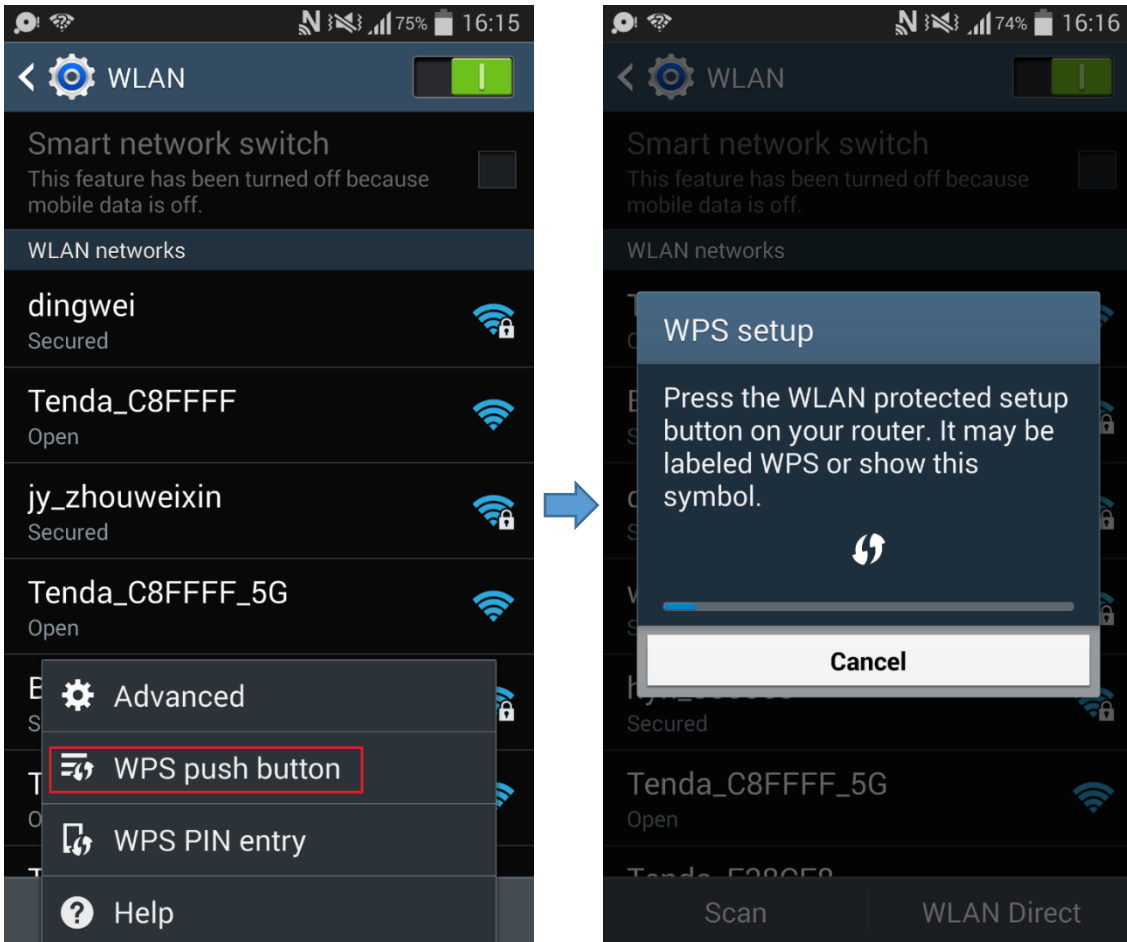 75% 16:15
WLAN
Smart network switch
This feature has been turned off because
mobile data is off.
WLAN networks
dingwei
Secured
Tenda_C8FFFF
Open
jy_zhouweixin
Secured
Tenda_C8FFFF_5G
Open
Advanced
WPS push button
WPS PIN entry
Help
74% 16:16
WLAN
Smart network switch
This feature has been turned off because
mobile data is off.
WLAN networks
WPS setup
Press the WLAN protected setup
button on your router. It may be
labeled WPS or show this
symbol.
Cancel
Secured
Tenda_C8FFFF_5G
Open
Scan
WLAN Direct